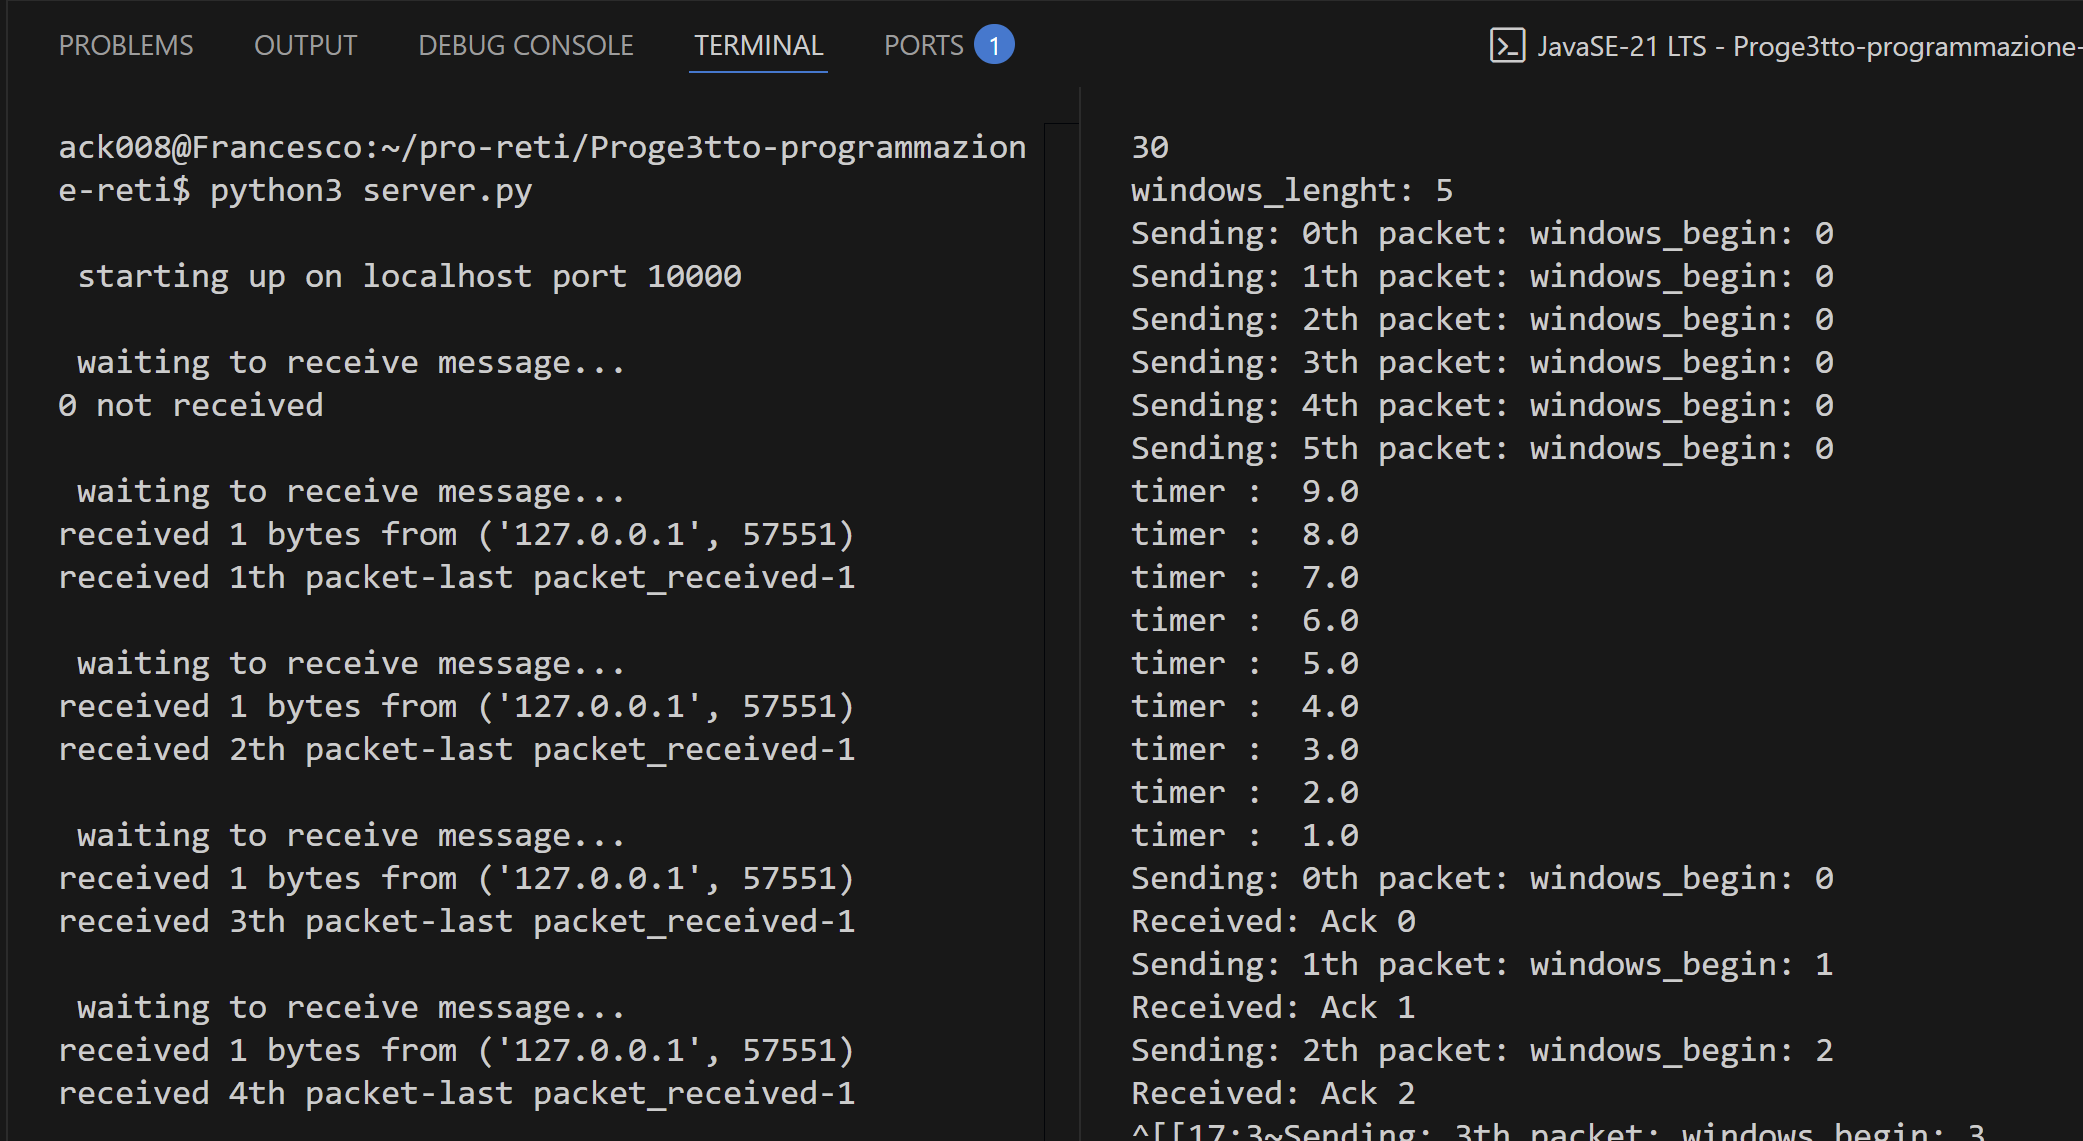 PROBLEMS OUTPUT DEBUG CONSOLE TERMINAL PORTS 1
JavaSE-21 LTS - Proge3tto-programmazione-
ack008@Francesco:~/pro-reti/Proge3tto-programmazion
e-reti$ python3 server.py
starting up on localhost port 10000
waiting to receive message...
0 not received
waiting to receive message...
received 1 bytes from ('127.0.0.1', 57551)
received 1th packet-last packet_received-1
waiting to receive message...
received 1 bytes from ('127.0.0.1', 57551)
received 2th packet-last packet_received-1
waiting to receive message...
received 1 bytes from ('127.0.0.1', 57551)
received 3th packet-last packet_received-1
waiting to receive message...
received 1 bytes from ('127.0.0.1', 57551)
received 4th packet-last packet_received-1
30
windows_lenght: 5
Sending: 0th packet: windows_begin: 0
Sending: 1th packet: windows_begin: 0
Sending: 2th packet: windows_begin: 0
Sending: 3th packet: windows_begin: 0
Sending: 4th packet: windows_begin: 0
Sending: 5th packet: windows_begin: 0
timer :  9.0
timer :  8.0
timer :  7.0
timer :  6.0
timer :  5.0
timer :  4.0
timer :  3.0
timer :  2.0
timer :  1.0
Sending: 0th packet: windows_begin: 0
Received: Ack 0
Sending: 1th packet: windows_begin: 1
Received: Ack 1
Sending: 2th packet: windows_begin: 2
Received: Ack 2
^[[17;3~Sending: 3th packet: windows_begin: 3